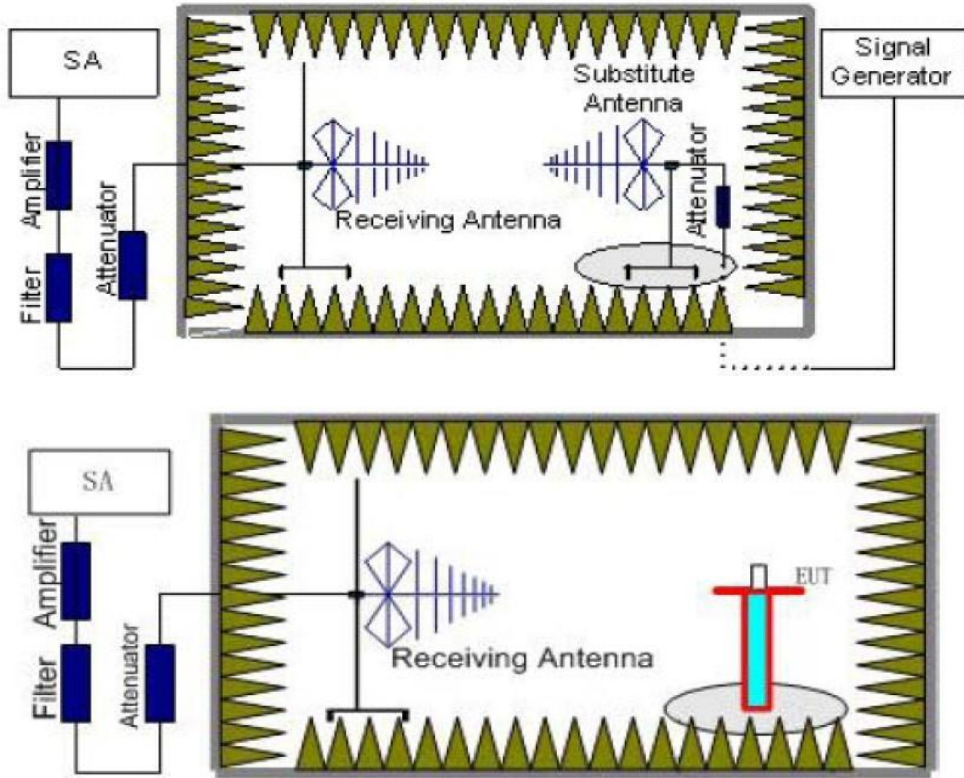 SA
Amplifier
Filter
Attenuator
Receiving Antenna
Substitute
Antenna
Attenuator
Signal
Generator
SA
Amplifier
Filter
Attenuator
Receiving Antenna
EUT